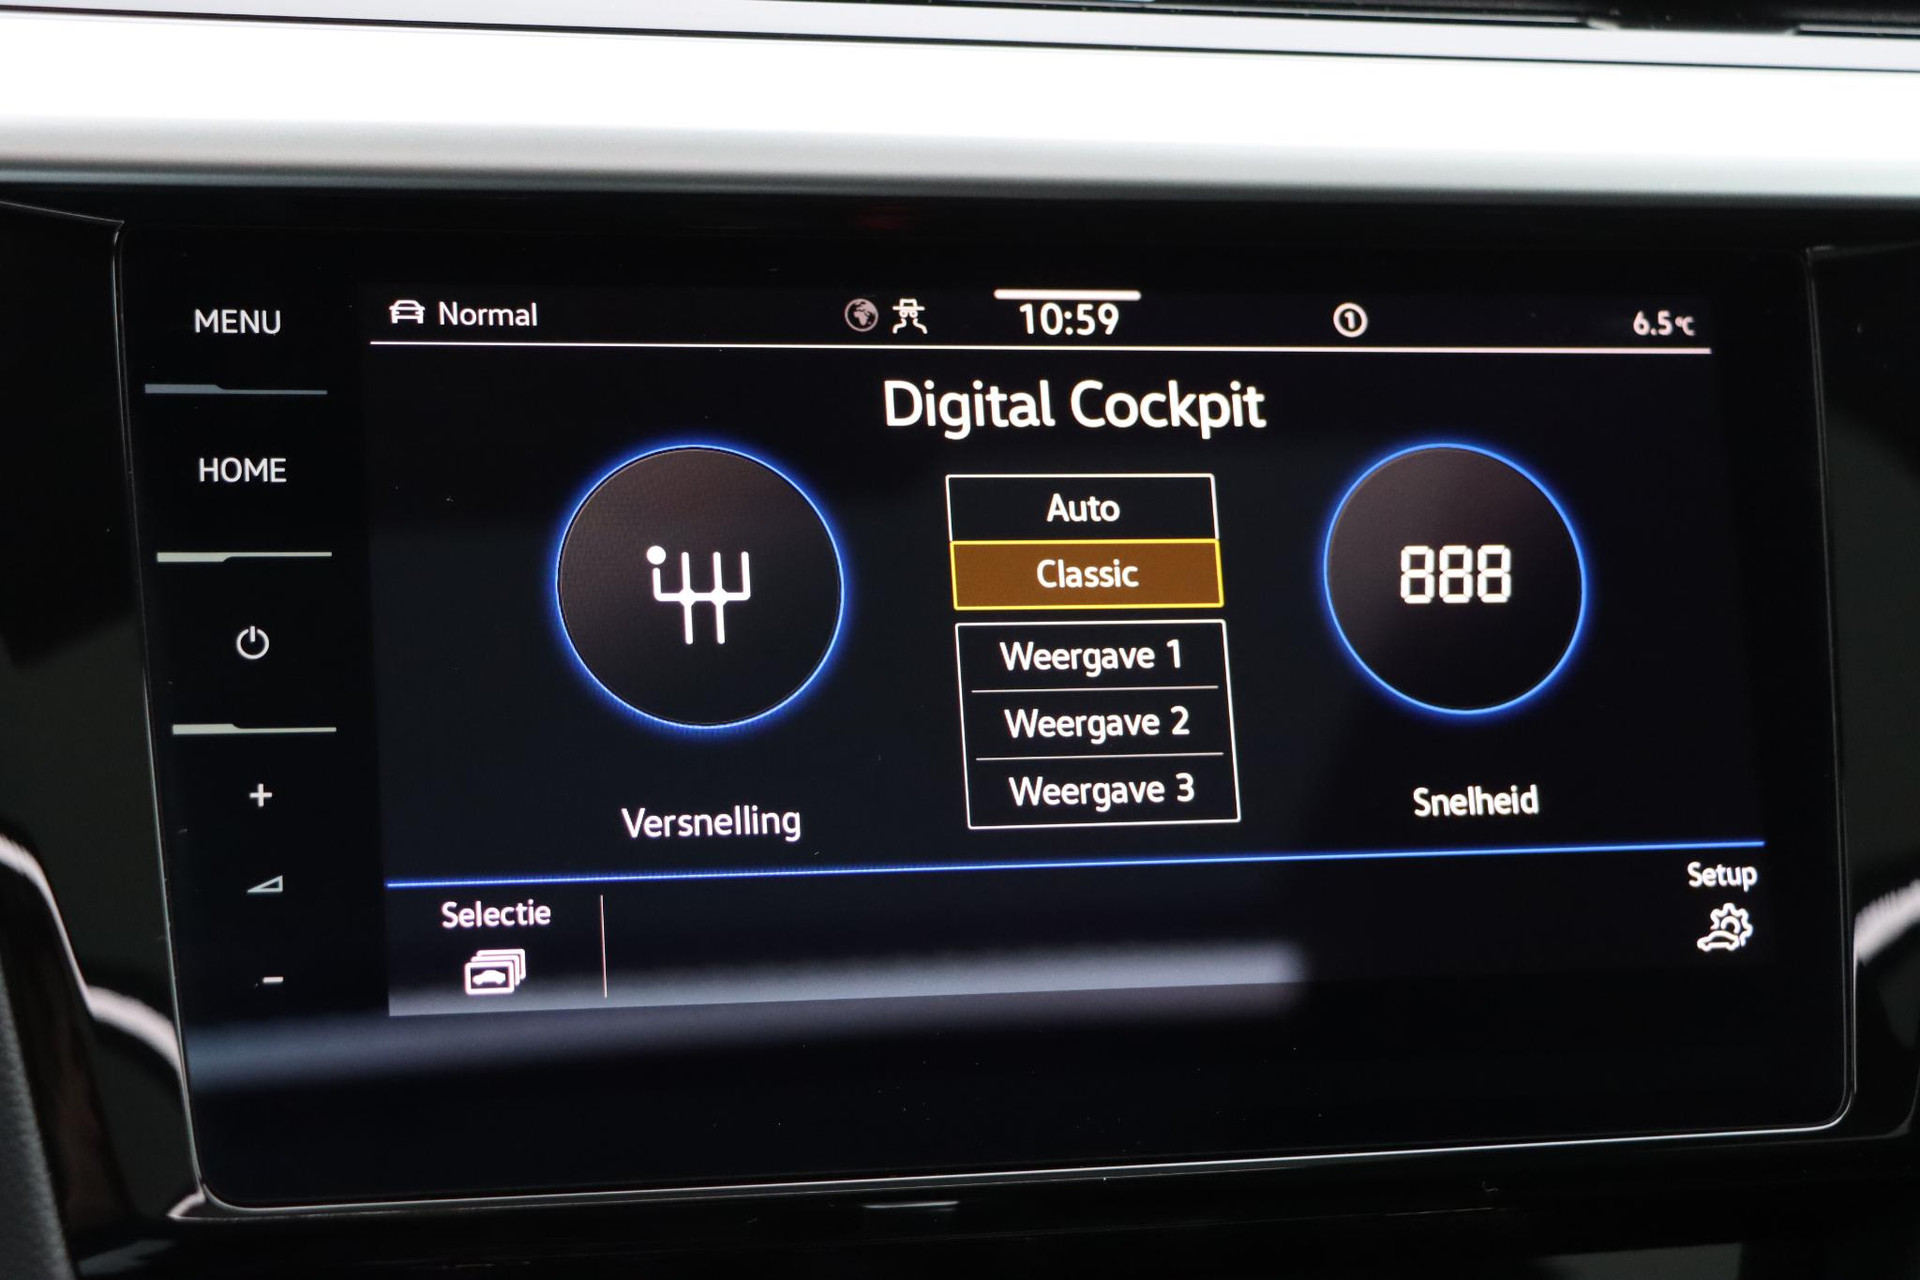 MENU
HOME
+
-
Normal
10:59
1
6.5°C
Digital Cockpit
Auto
Classic
Weergave 1
Weergave 2
Weergave 3
888
Versnelling
Snelheid
Selectie
Setup